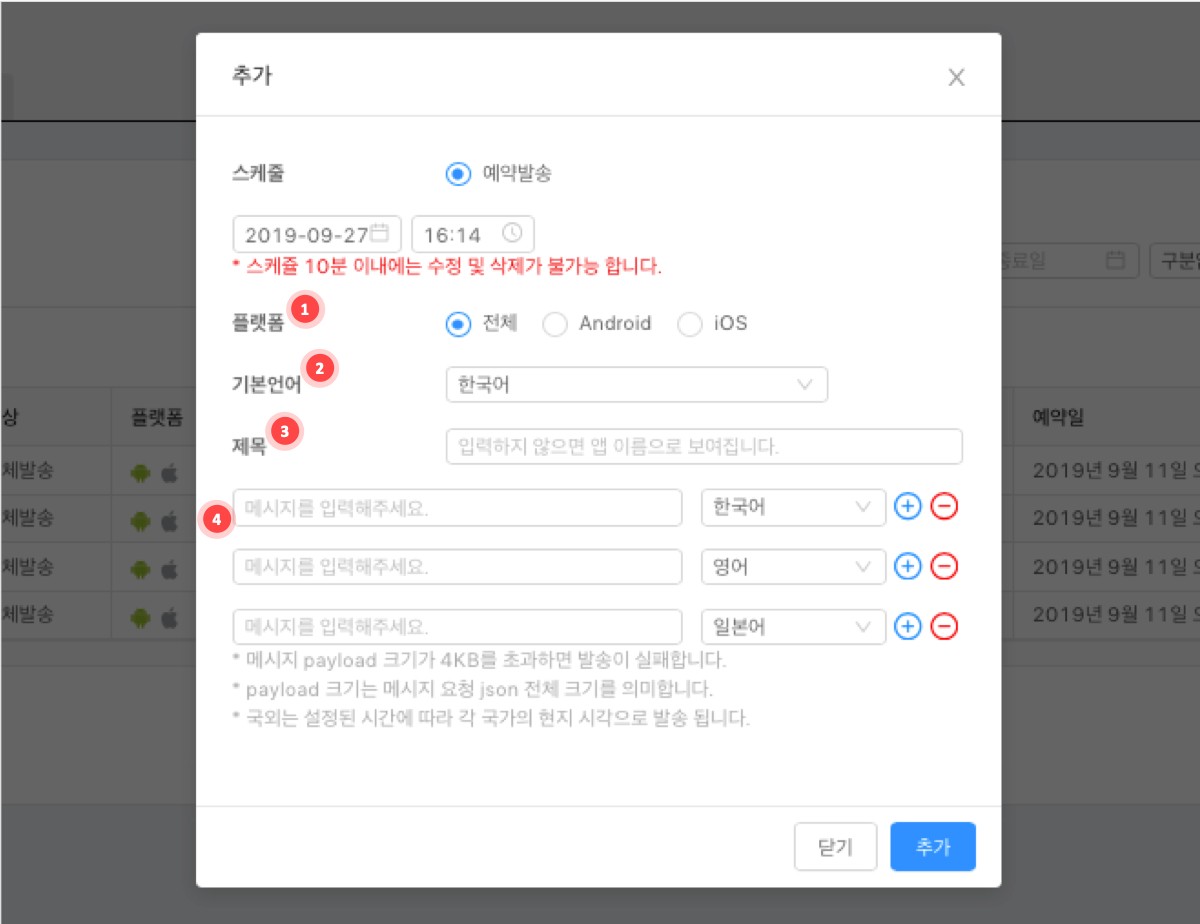 추가
스케줄 예약발송
2019-09-27 16:14
* 스케쥴 10분 이내에는 수정 및 삭제가 불가능 합니다.
종료일
플랫폼 1 전체 Android iOS
기본언어 2 한국어
제목 3 입력하지 않으면 앱 이름으로 보여집니다.
4 메시지를 입력해주세요. 한국어
메시지를 입력해주세요. 영어
메시지를 입력해주세요. 일본어
* 메시지 payload 크기가 4KB를 초과하면 발송이 실패합니다.
* payload 크기는 메시지 요청 json 전체 크기를 의미합니다.
* 국외는 설정된 시간에 따라 각 국가의 현지 시각으로 발송 됩니다.
닫기 추가
상 플랫폼 예약일
체발송 2019년 9월 11일
체발송 2019년 9월 11일
체발송 2019년 9월 11일
체발송 2019년 9월 11일